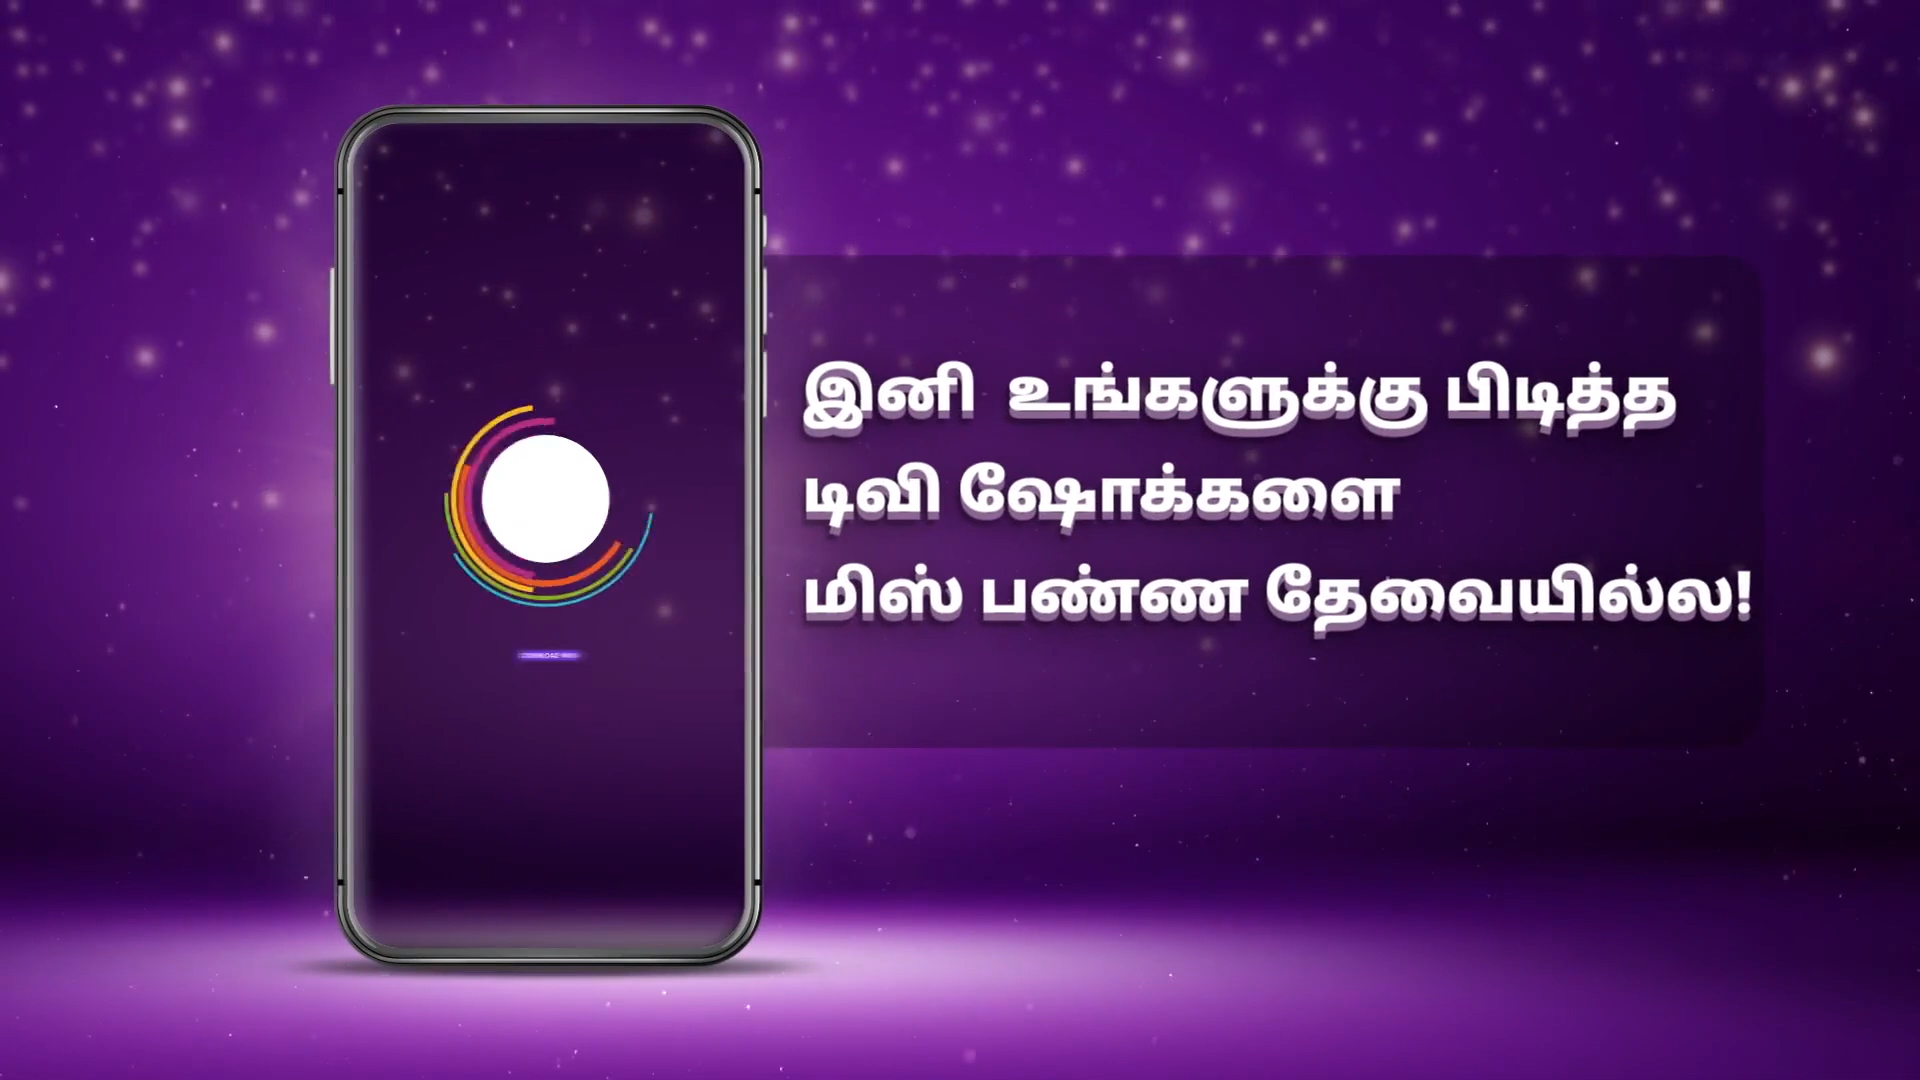 இனி உங்களுக்கு பிடித்த
டிவி ஷோக்களை
மிஸ் பண்ண தேவையில்ல!